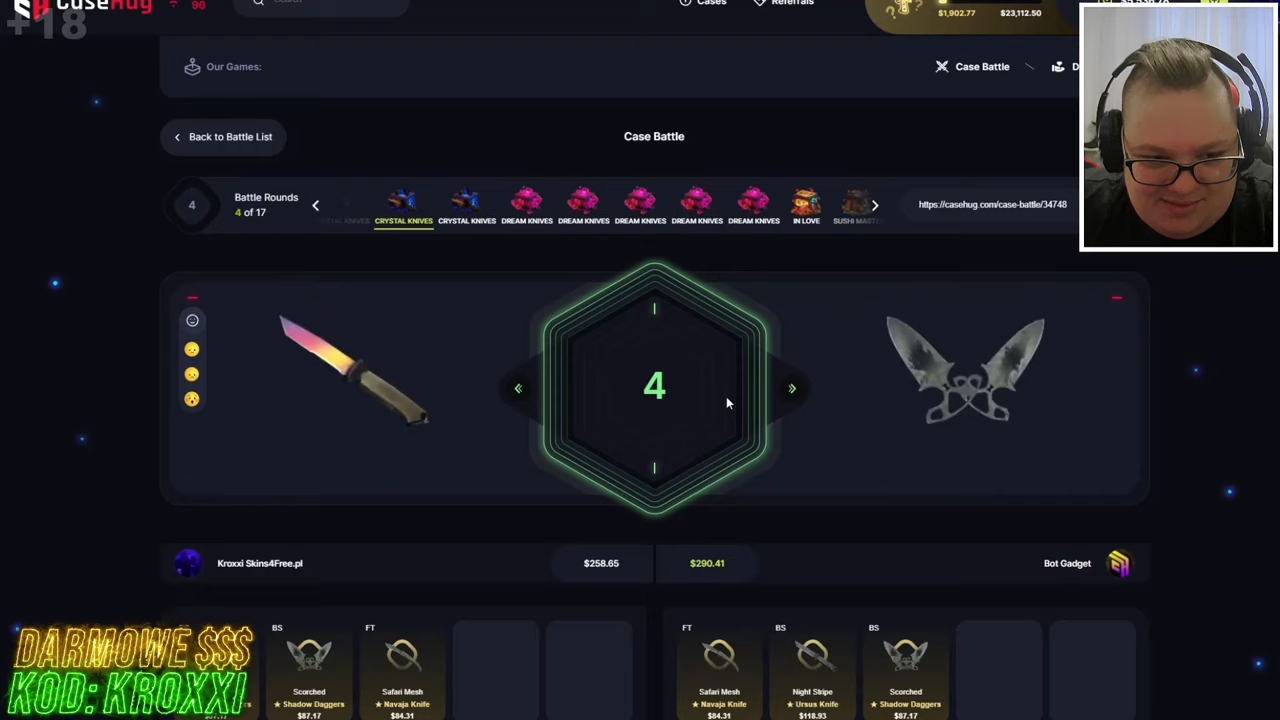 CaseHug
96
Search
Cases
Referrals
$1,902.77
$23,112.50
+18
Our Games:
Case Battle
Back to Battle List
Case Battle
4
Battle Rounds
4 of 17
CRYSTAL KNIVES
CRYSTAL KNIVES
DREAM KNIVES
DREAM KNIVES
DREAM KNIVES
DREAM KNIVES
DREAM KNIVES
IN LOVE
https://casehug.com/case-battle/34748
4
Kroxxi Skins4Free.pl
$258.65
$290.41
Bot Gadget
BS
Scorched
★ Shadow Daggers
$87.17
FT
Safari Mesh
★ Navaja Knife
$84.31
FT
Safari Mesh
★ Navaja Knife
$84.31
BS
Night Stripe
★ Ursus Knife
$118.93
BS
Scorched
★ Shadow Daggers
$87.17
DARMOWE $$$
KOD: KROXXI